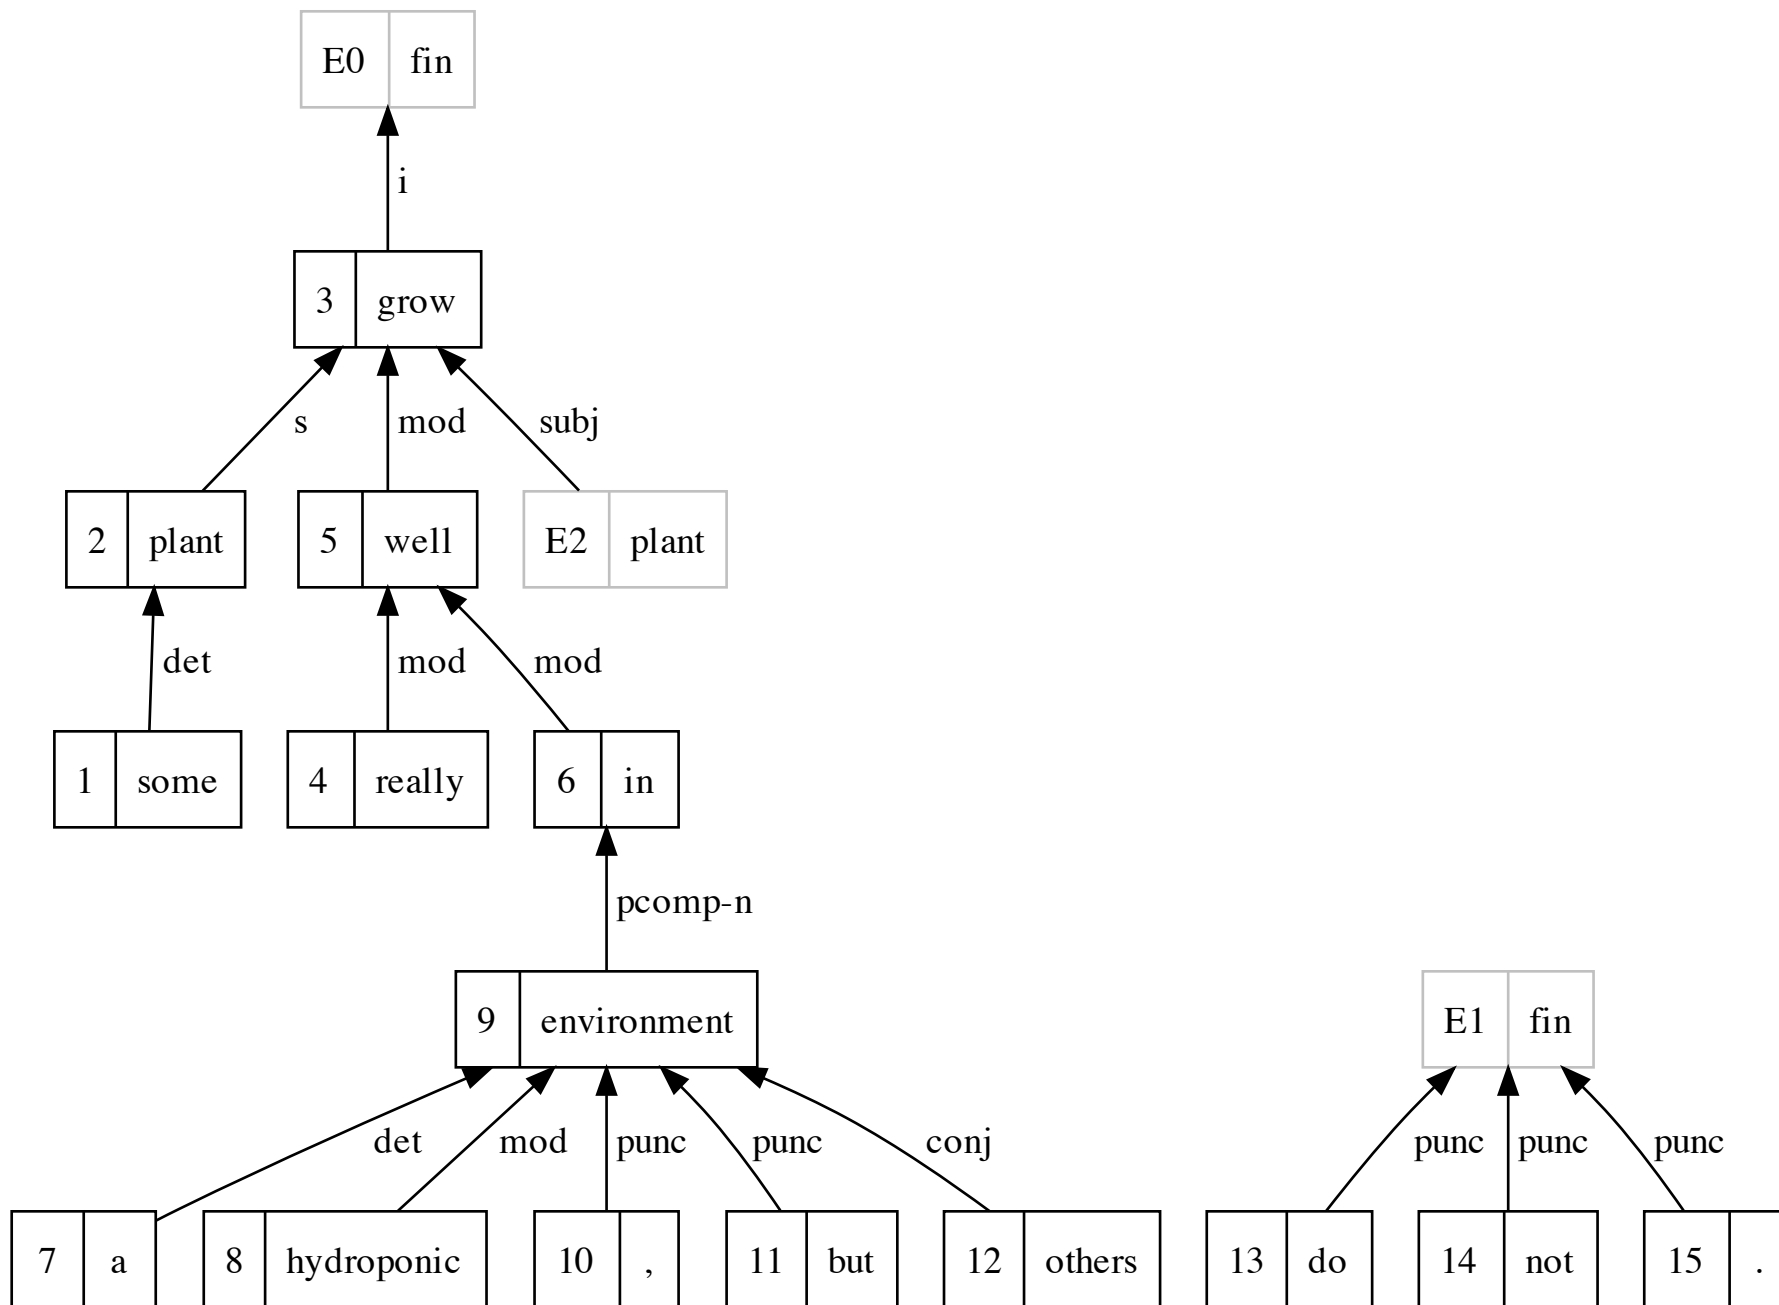 E0 fin
i
3 grow
s mod subj
2 plant 5 well E2 plant
det mod mod
1 some 4 really 6 in
pcomp-n
9 environment E1 fin
det mod punc punc conj punc punc punc
7 a 8 hydroponic 10 , 11 but 12 others 13 do 14 not 15 .